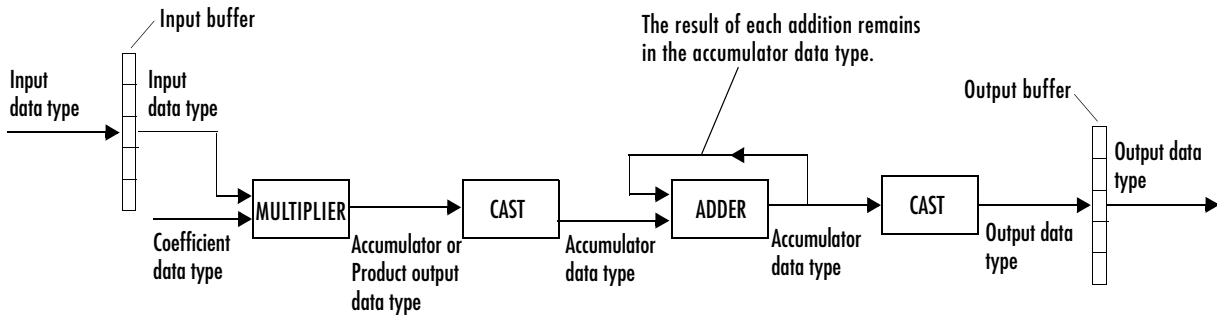 Input buffer
The result of each addition remains
in the accumulator data type.
Input
data type
Input
data type
Output buffer
Output data
type
MULTIPLIER
CAST
ADDER
CAST
Coefficient
data type
Accumulator or
Product output
data type
Accumulator
data type
Accumulator
data type
Output data
type